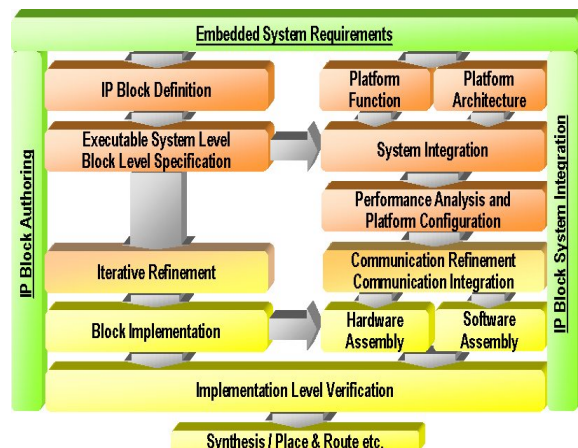 Embedded System Requirements
IP Block Authoring
IP Block Definition
Executable System Level
Block Level Specification
Iterative Refinement
Block Implementation
Platform
Function
Platform
Architecture
System Integration
Performance Analysis and
Platform Configuration
Communication Refinement
Communication Integration
Hardware
Assembly
Software
Assembly
IP Block System Integration
Implementation Level Verification
Synthesis / Place & Route etc.